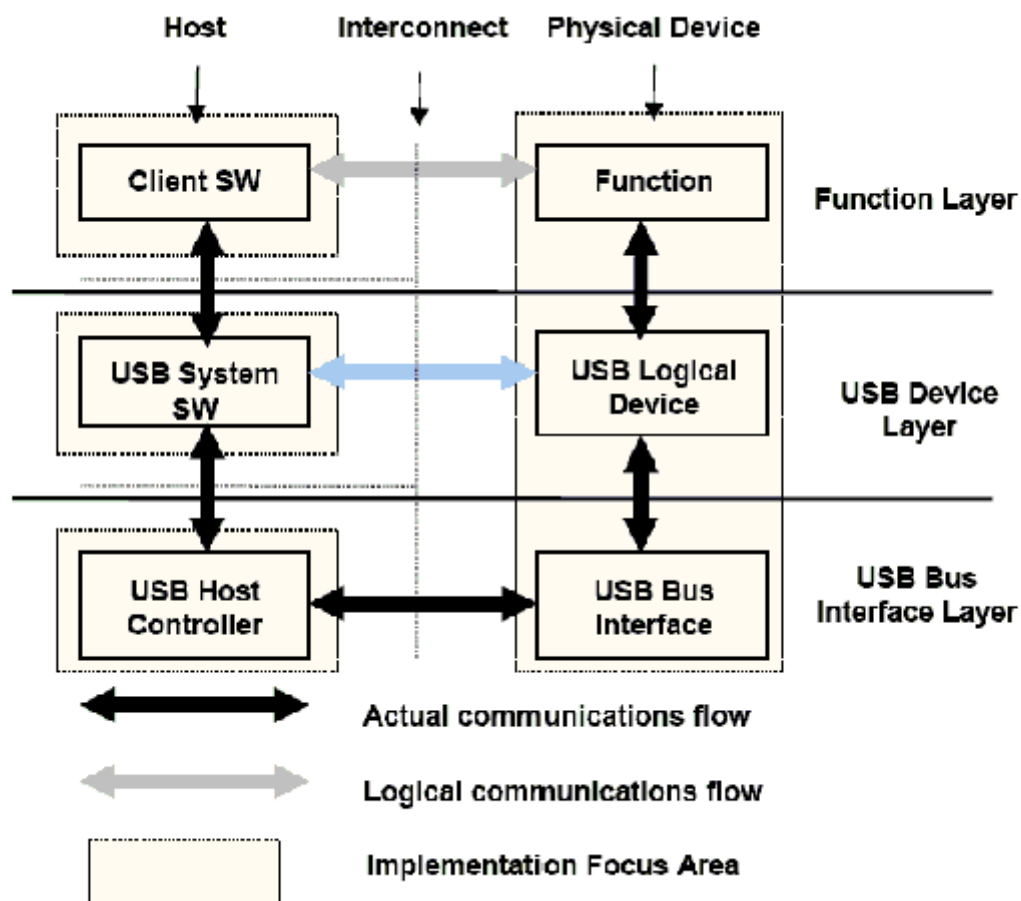 Host
Interconnect
Physical Device
Client SW
Function
Function Layer
USB System
SW
USB Logical
Device
USB Device
Layer
USB Host
Controller
USB Bus
Interface
USB Bus
Interface Layer
Actual communications flow
Logical communications flow
Implementation Focus Area